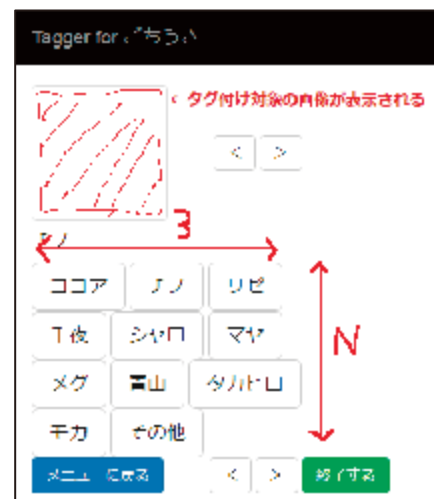 Tagger for ごちうさ
< タグ付け対象の画像が表示される
< >
チノ
3
ココア チノ リゼ
千夜 シャロ マヤ
メグ 青山 タカヒロ
モカ その他
N
メニューに戻る < > 終了する